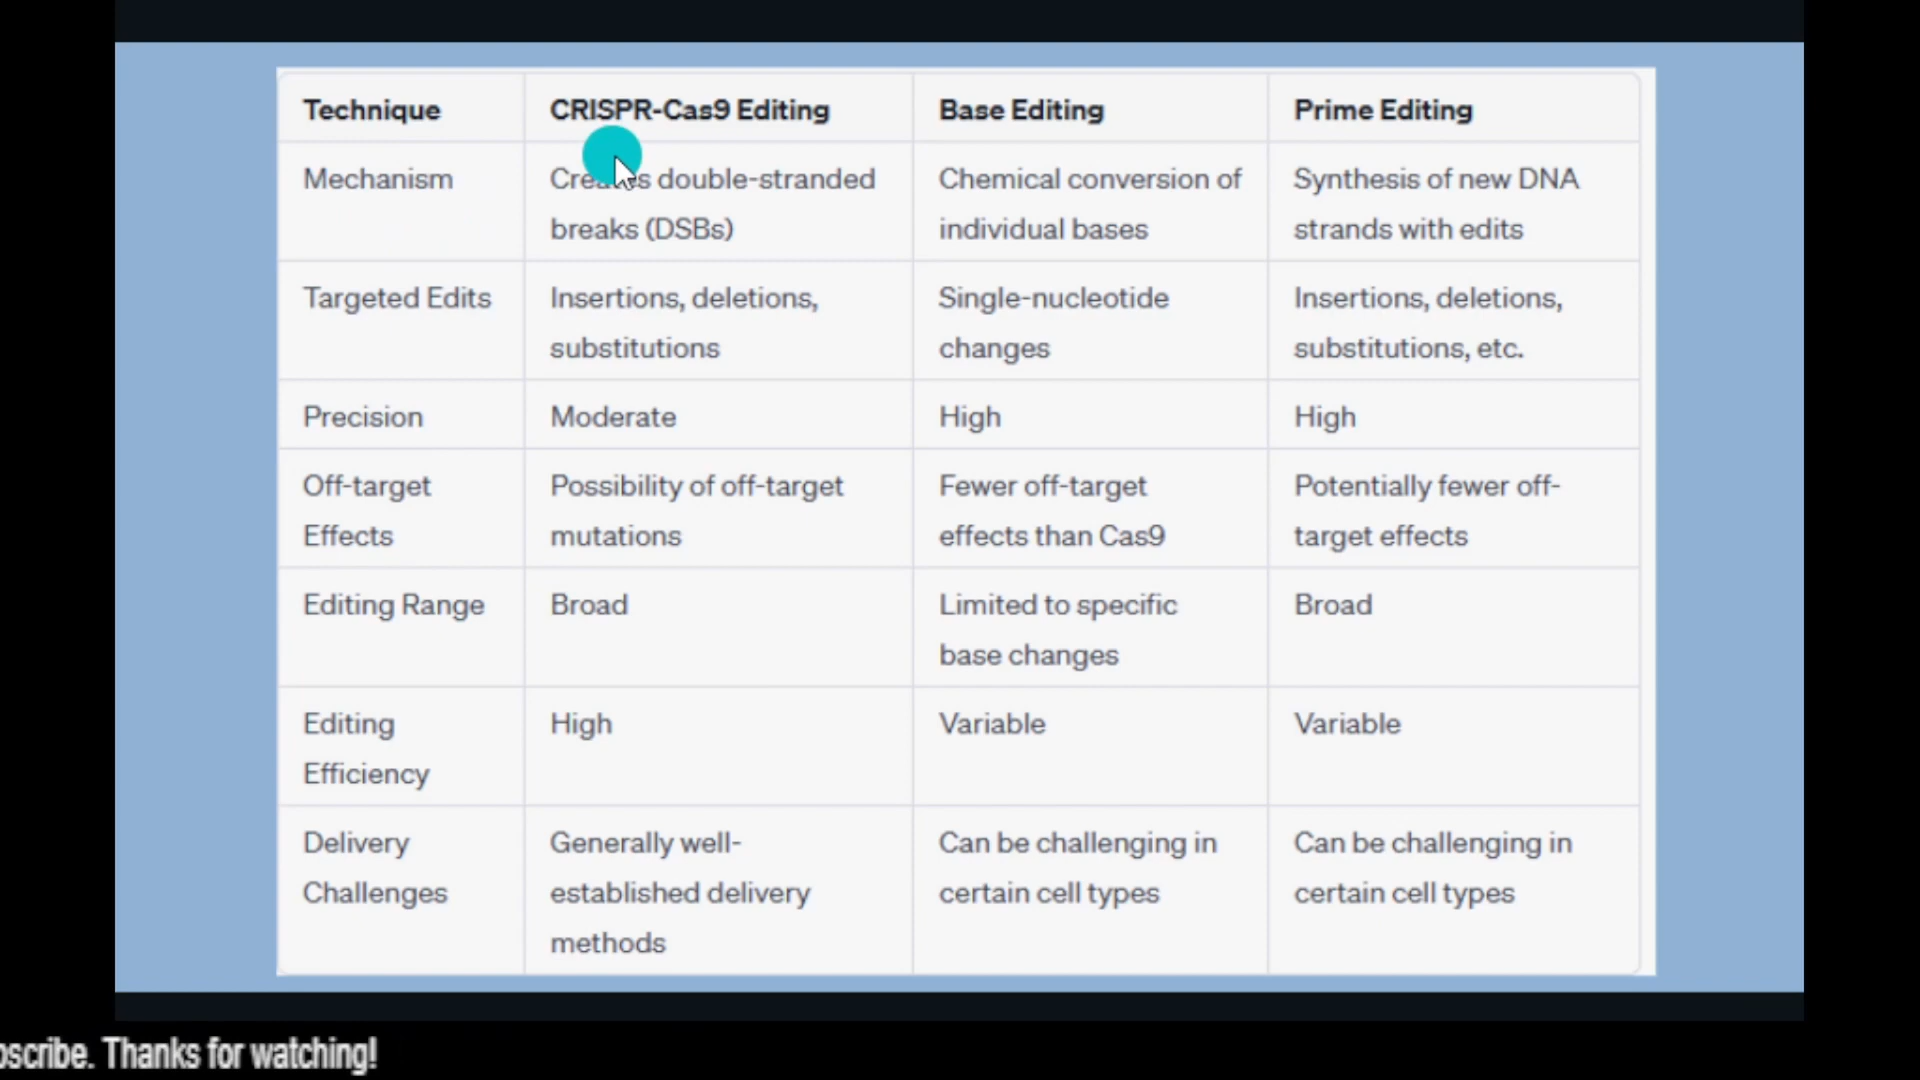 Technique CRISPR-Cas9 Editing Base Editing Prime Editing
Mechanism Creates double-stranded Chemical conversion of Synthesis of new DNA
breaks (DSBs) individual bases strands with edits
Targeted Edits Insertions, deletions, Single-nucleotide Insertions, deletions,
substitutions changes substitutions, etc.
Precision Moderate High High
Off-target Possibility of off-target Fewer off-target Potentially fewer off-
Effects mutations effects than Cas9 target effects
Editing Range Broad Limited to specific Broad
base changes
Editing High Variable Variable
Efficiency
Delivery Generally well- Can be challenging in Can be challenging in
Challenges established delivery certain cell types certain cell types
methods
scribe. Thanks for watching!